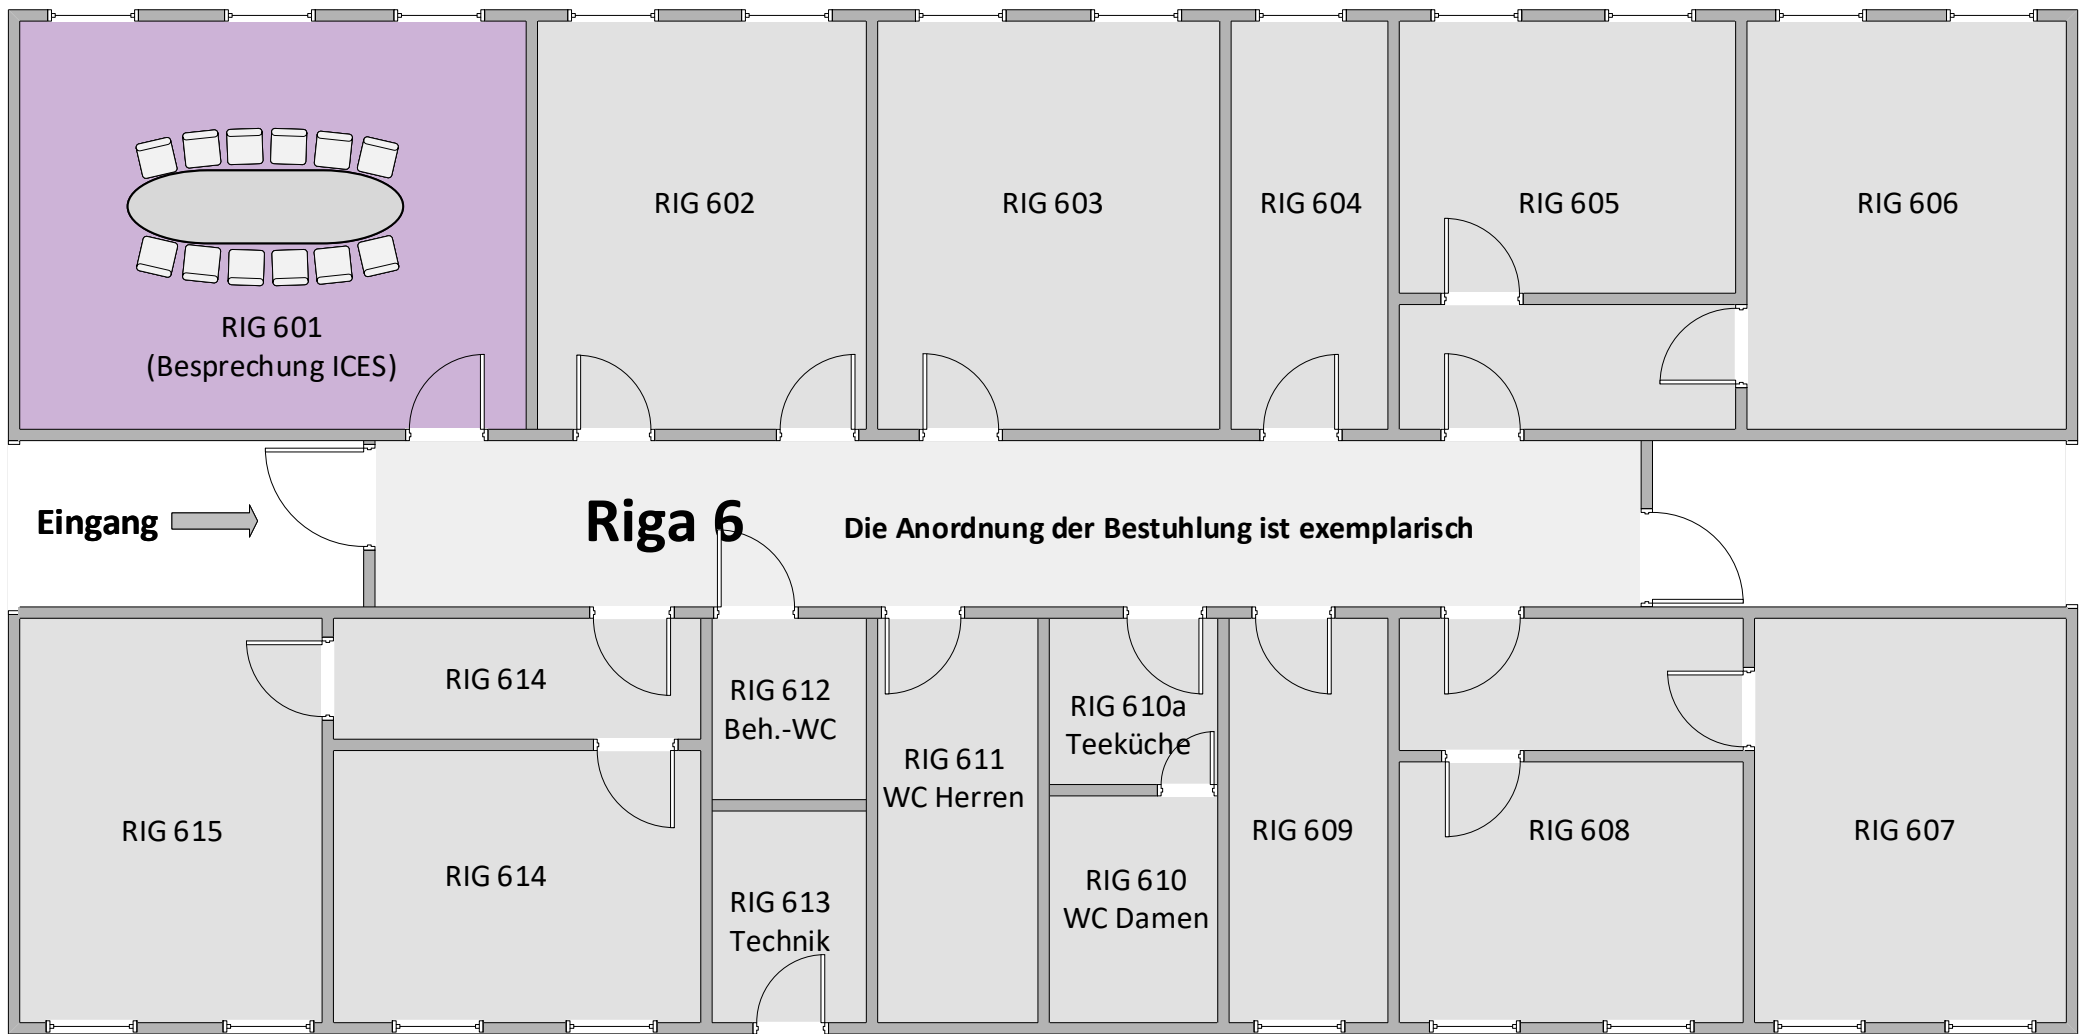 RIG 601
(Besprechung ICES)
RIG 602
RIG 603
RIG 604
RIG 605
RIG 606
Eingang
Riga 6
Die Anordnung der Bestuhlung ist exemplarisch
RIG 615
RIG 614
RIG 614
RIG 612
Beh.-WC
RIG 613
Technik
RIG 611
WC Herren
RIG 610a
Teeküche
RIG 610
WC Damen
RIG 609
RIG 608
RIG 607